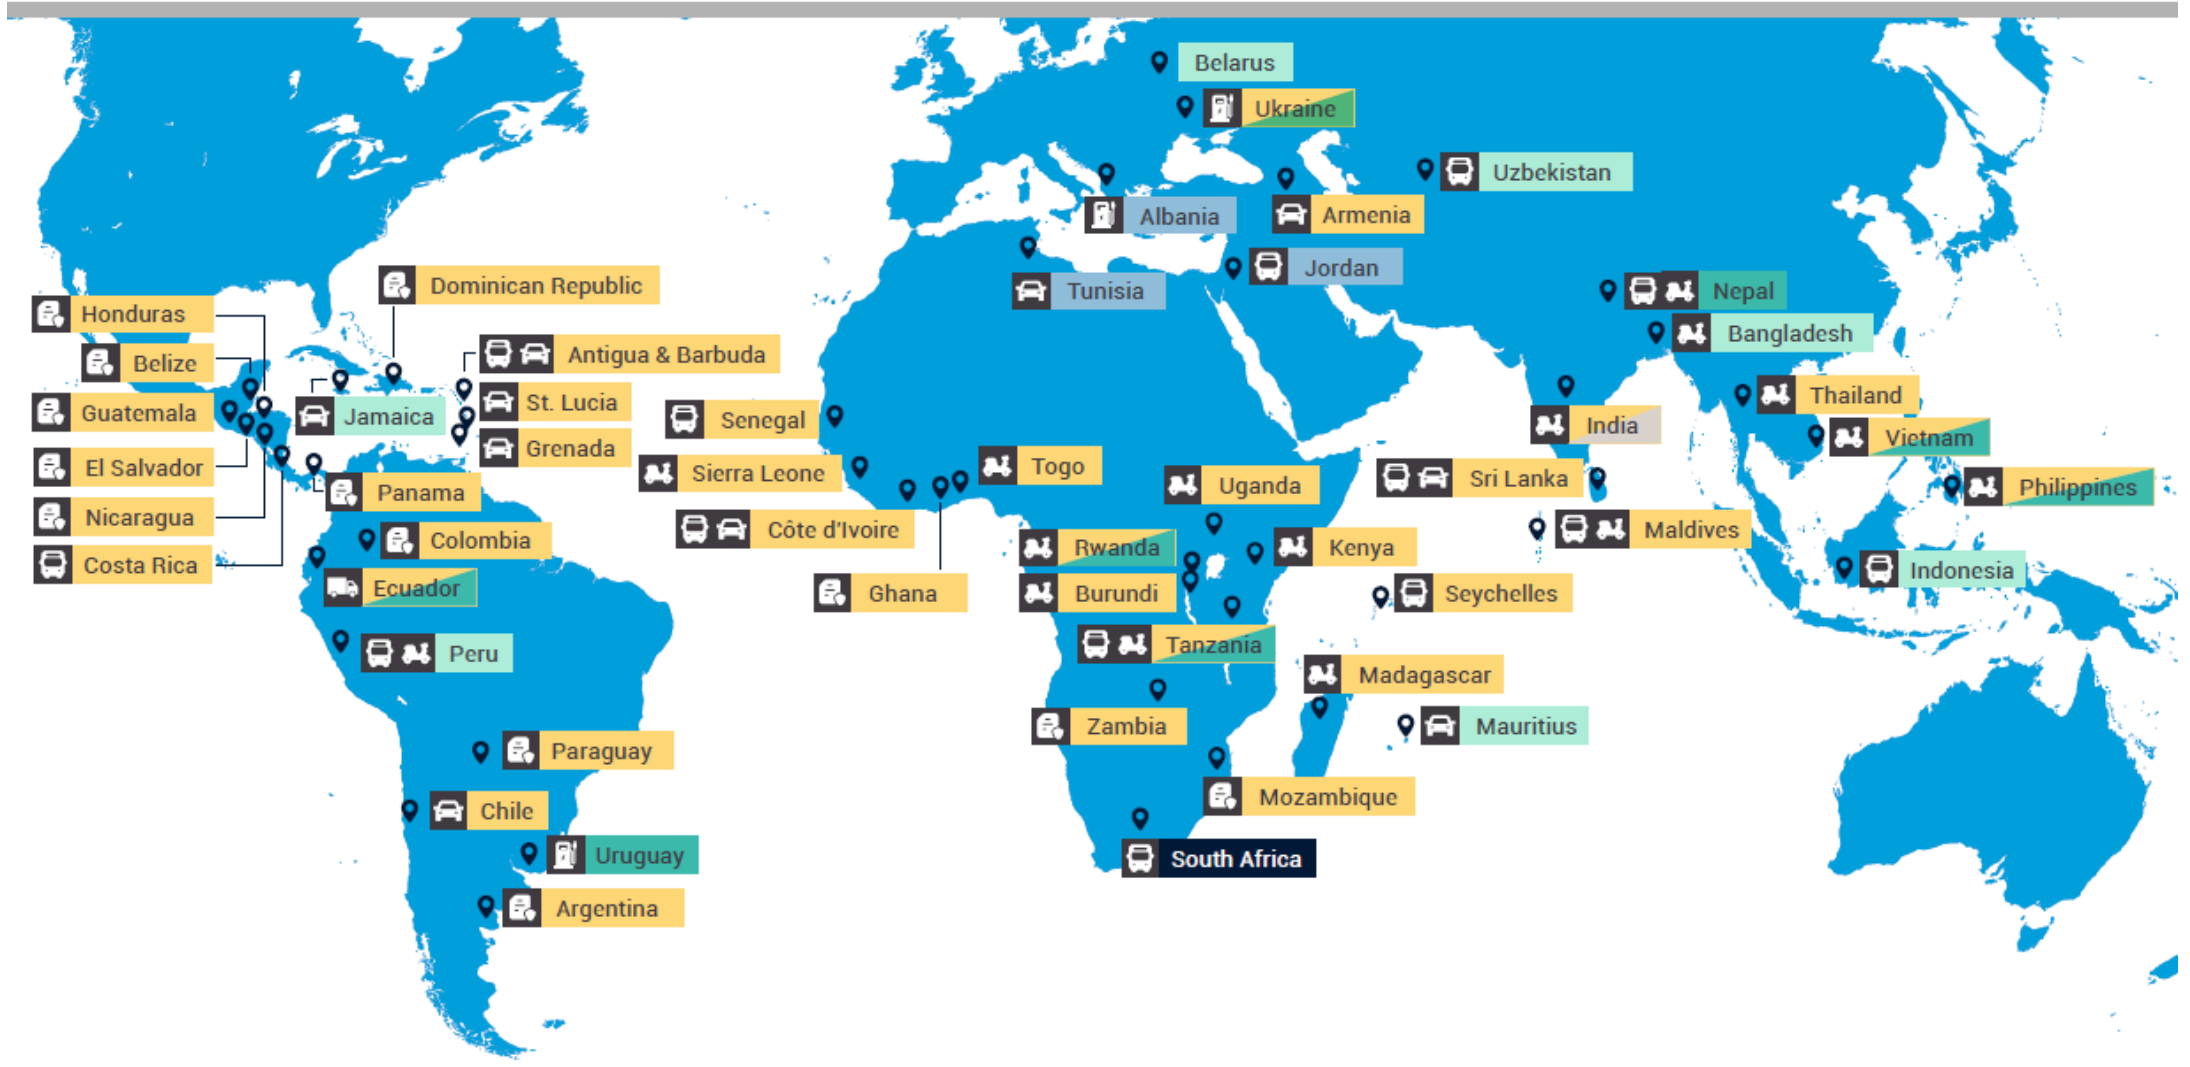 Belarus
Ukraine
Uzbekistan
Albania
Armenia
Jordan
Tunisia
Dominican Republic
Honduras
Belize
Guatemala
El Salvador
Nicaragua
Costa Rica
Jamaica
Antigua & Barbuda
St. Lucia
Grenada
Panama
Colombia
Ecuador
Peru
Paraguay
Chile
Uruguay
Argentina
Senegal
Sierra Leone
Côte d'Ivoire
Togo
Ghana
Uganda
Rwanda
Kenya
Burundi
Tanzania
Seychelles
Madagascar
Zambia
Mauritius
Mozambique
South Africa
Nepal
Bangladesh
India
Thailand
Vietnam
Sri Lanka
Philippines
Maldives
Indonesia